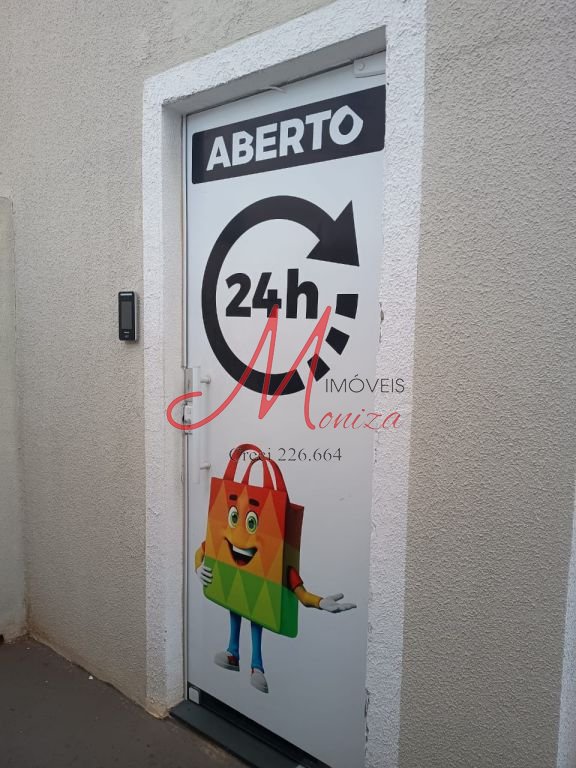 ABERTO
24h
IMÓVEIS
Moniza
Creci 226.664